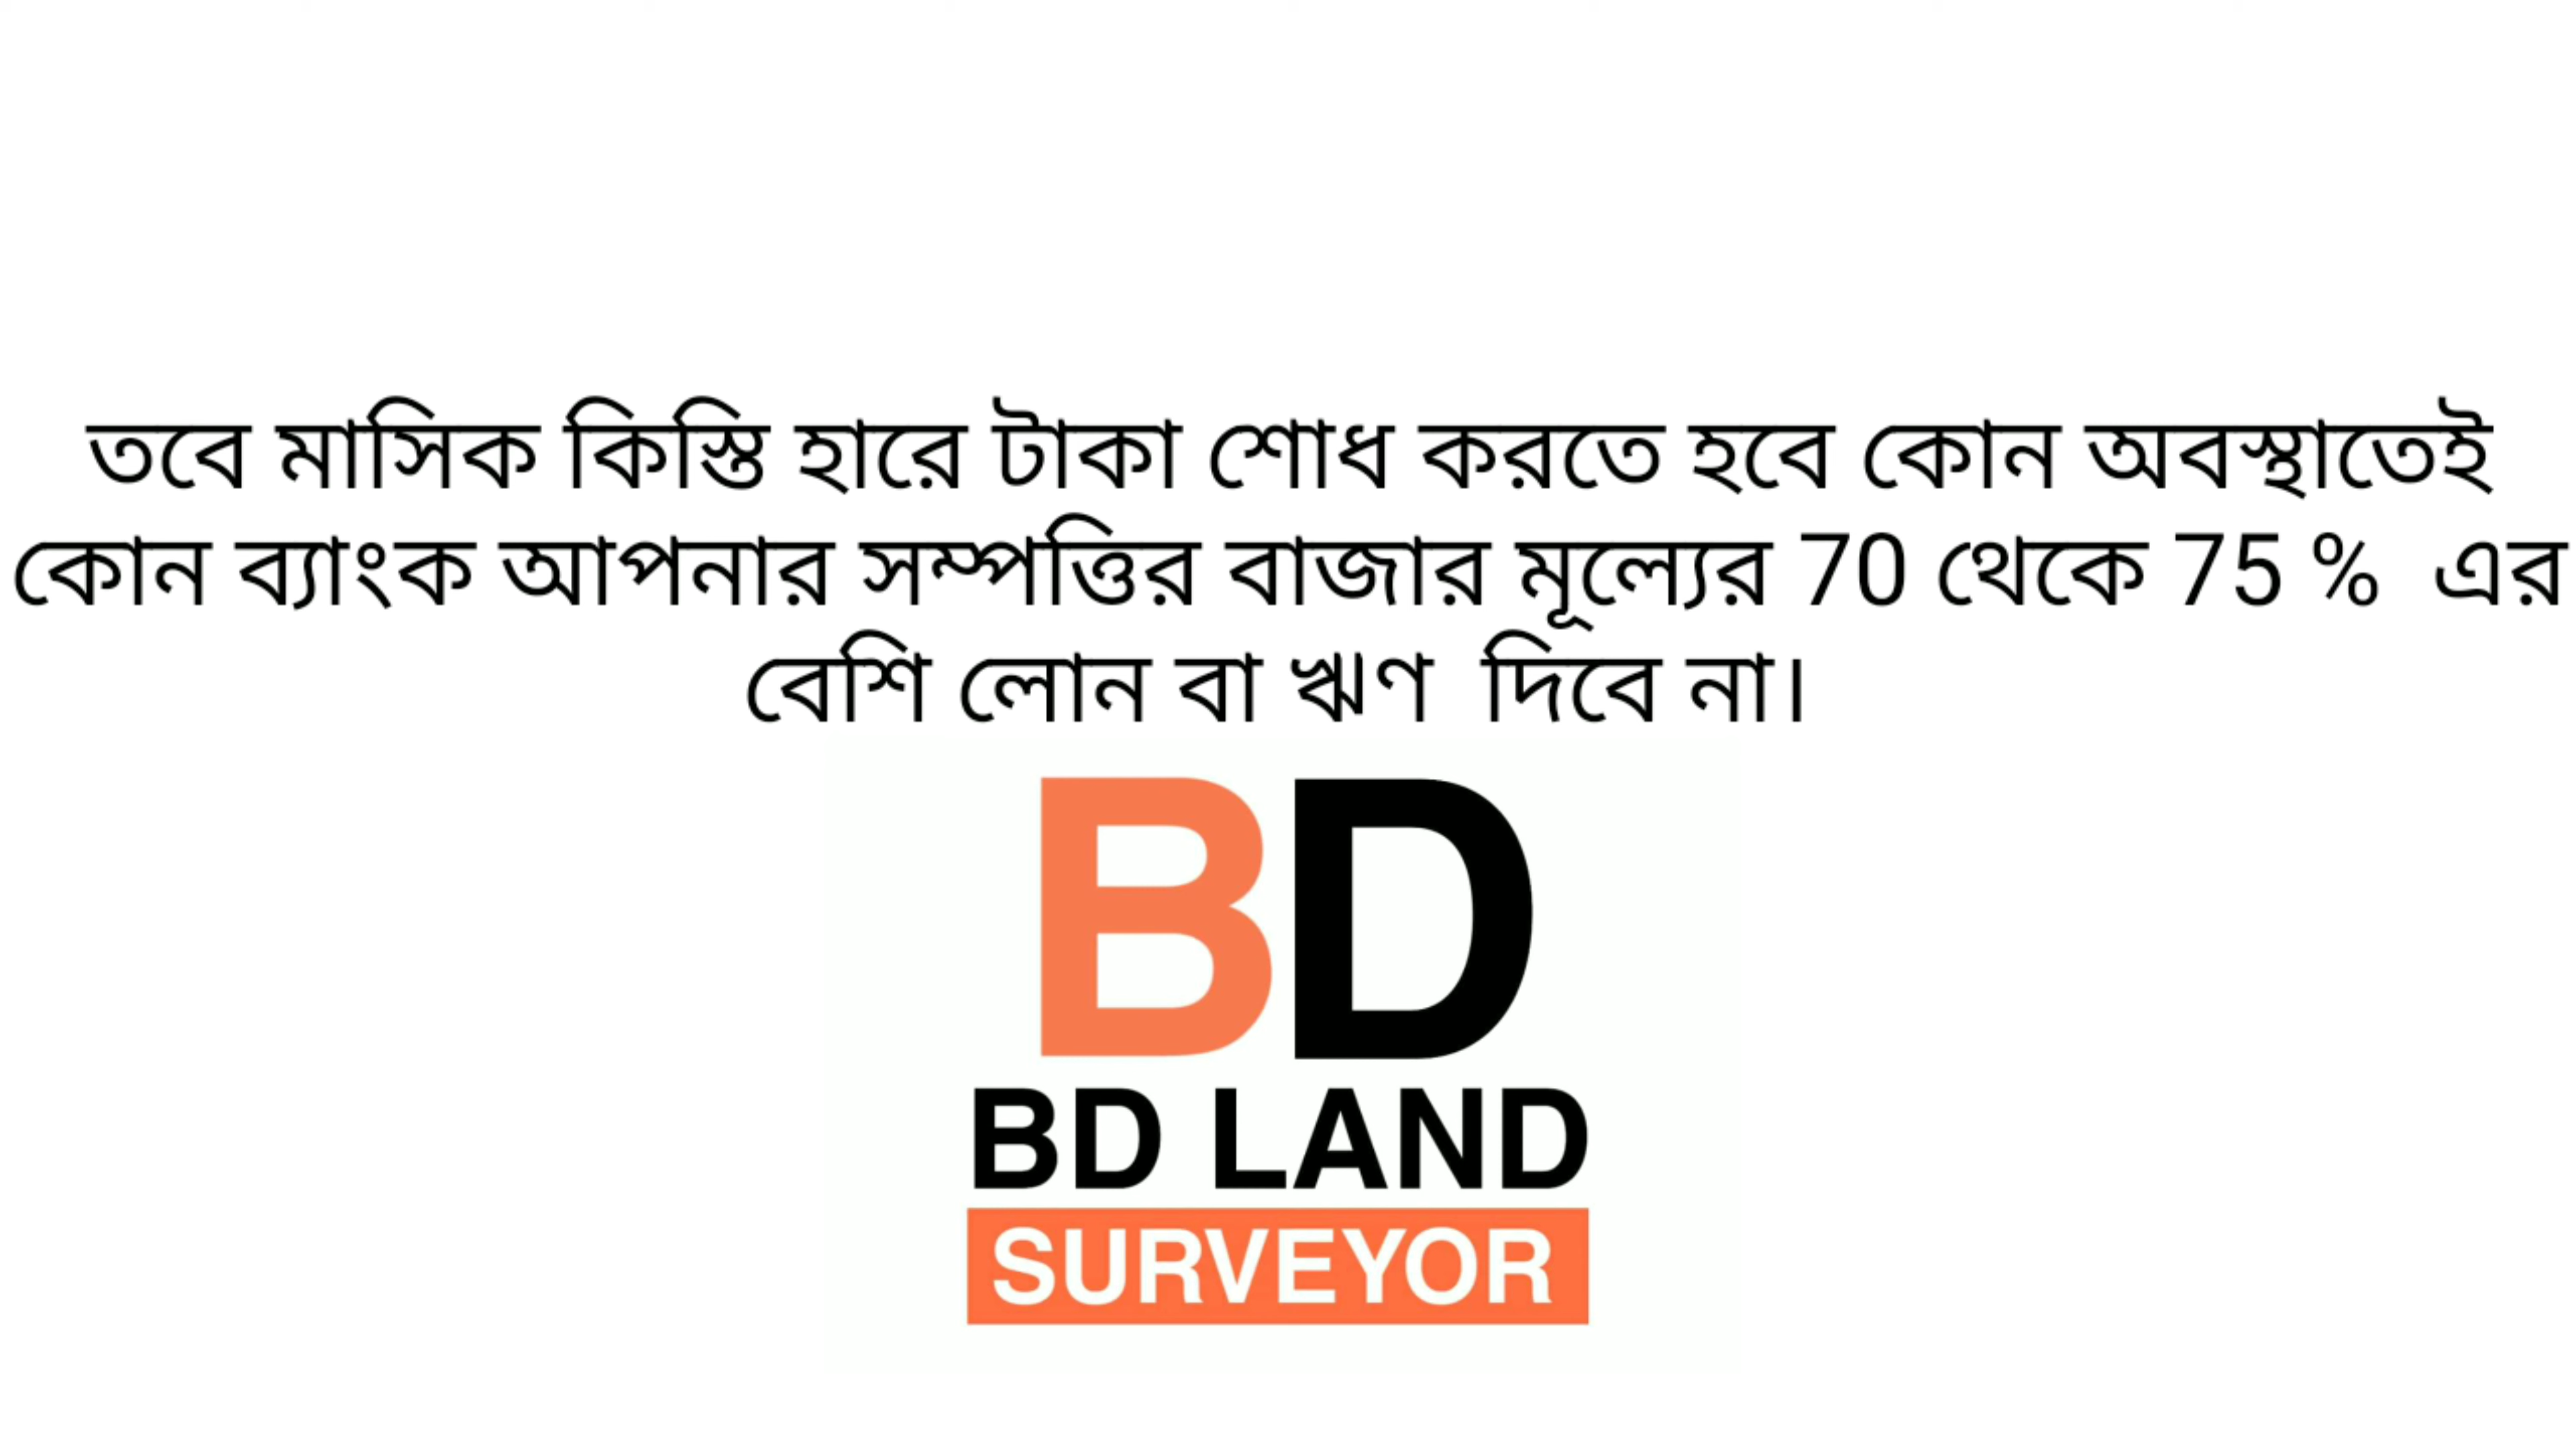 তবে মাসিক কিস্তি হারে টাকা শোধ করতে হবে কোন অবস্থাতেই
কোন ব্যাংক আপনার সম্পত্তির বাজার মূল্যের 70 থেকে 75 % এর
বেশি লোন বা ঋণ দিবে না।
BD
BD LAND
SURVEYOR